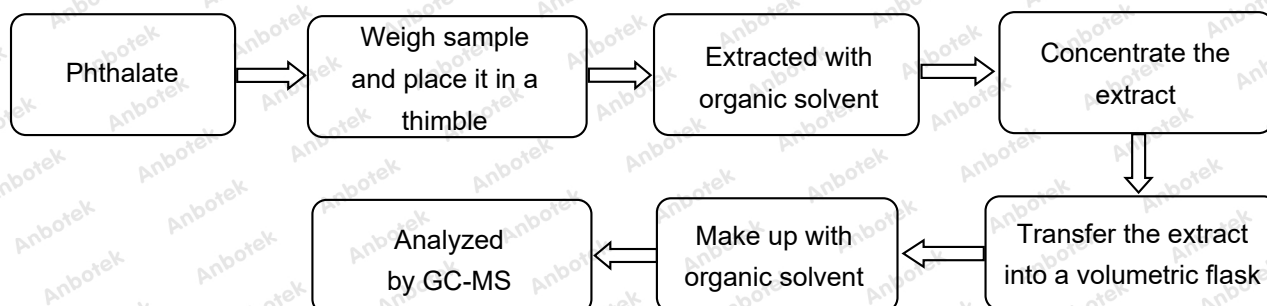 Phthalate
Weigh sample
and place it in a
thimble
Extracted with
organic solvent
Concentrate the
extract
Transfer the extract
into a volumetric flask
Make up with
organic solvent
Analyzed
by GC-MS
Anbotek